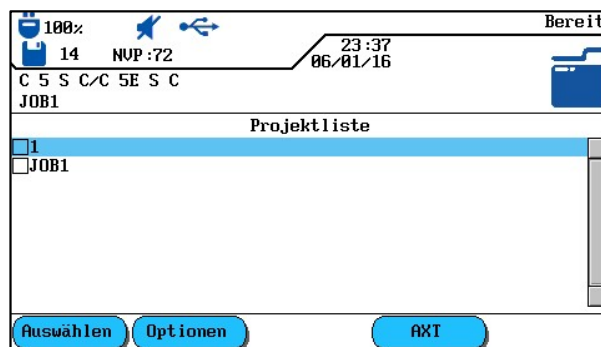 100% Bereit
14 NVP:72 23:37
06/01/16
C 5 S C/C 5E S C
JOB1
Projektliste
1
JOB1
Auswählen Optionen AXT